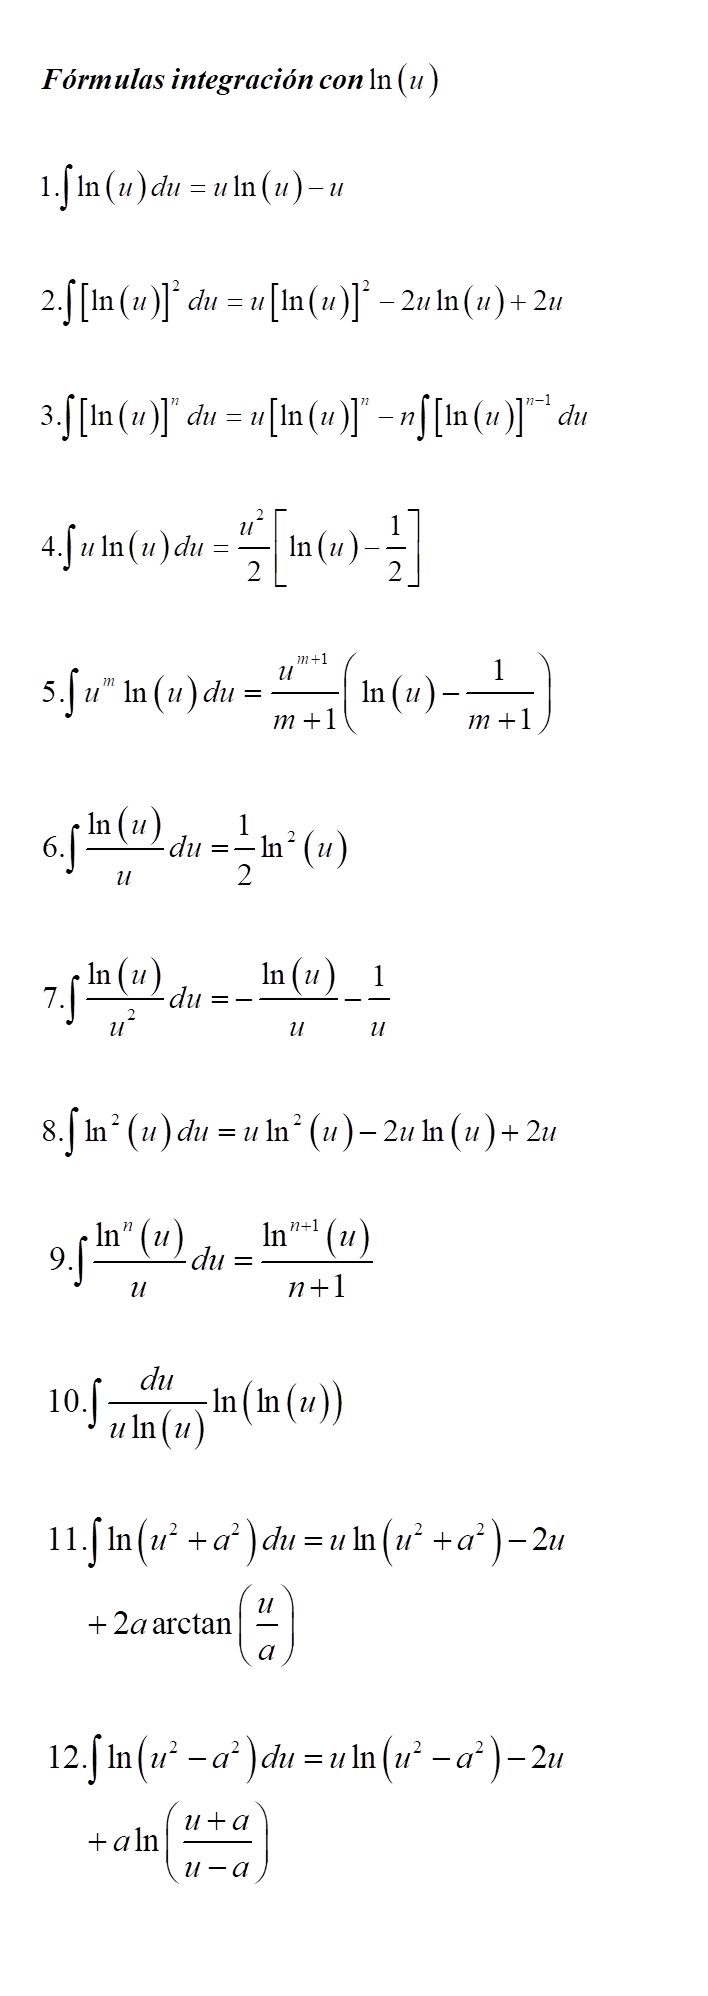 Fórmulas integración con ln(u)
1.∫ln(u)du = u ln(u) − u
2.∫[ln(u)]² du = u[ln(u)]² − 2u ln(u) + 2u
3.∫[ln(u)]ⁿ du = u[ln(u)]ⁿ − n∫[ln(u)]ⁿ⁻¹ du
4.∫u ln(u)du = u²/2 [ln(u) − 1/2]
5.∫uᵐ ln(u)du = uᵐ⁺¹/(m+1) (ln(u) − 1/(m+1))
6.∫ln(u)/u du = 1/2 ln²(u)
7.∫ln(u)/u² du = −ln(u)/u − 1/u
8.∫ln²(u)du = u ln²(u) − 2u ln(u) + 2u
9.∫lnⁿ(u)/u du = lnⁿ⁺¹(u)/(n+1)
10.∫du/(u ln(u)) ln(ln(u))
11.∫ln(u² + a²)du = u ln(u² + a²) − 2u
+ 2a arctan(u/a)
12.∫ln(u² − a²)du = u ln(u² − a²) − 2u
+ a ln((u+a)/(u−a))